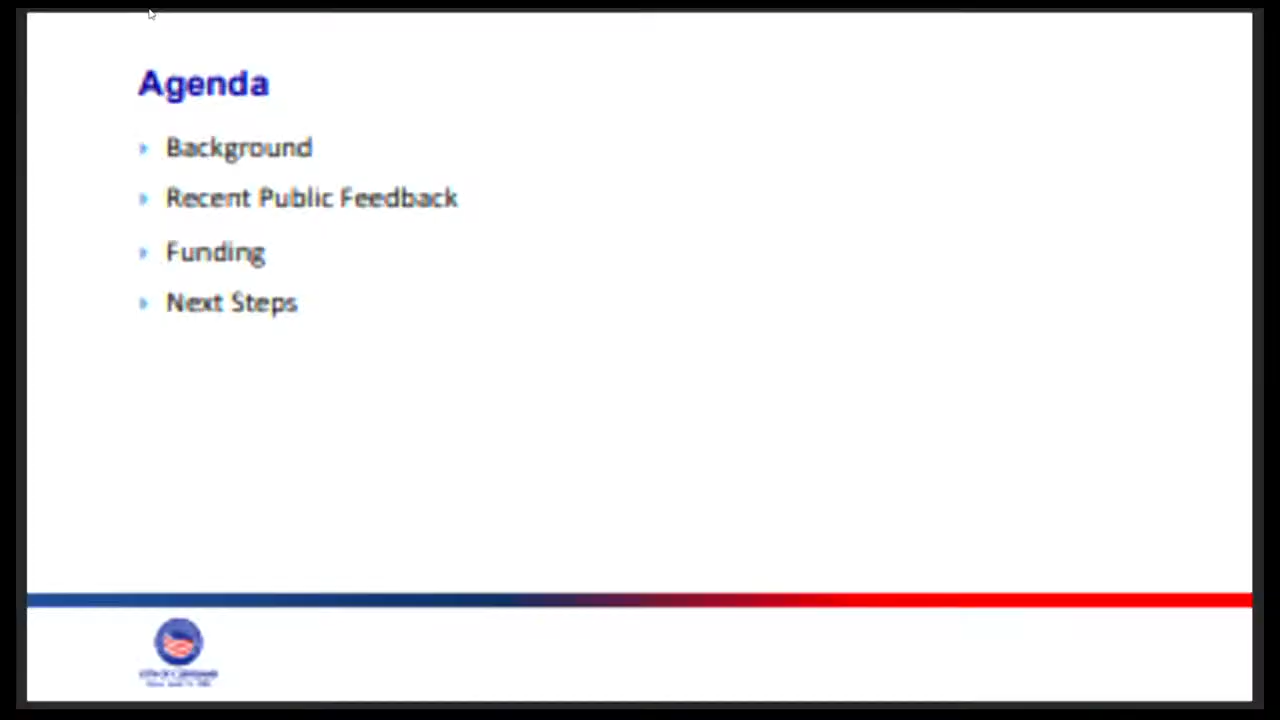 Agenda
Background
Recent Public Feedback
Funding
Next Steps